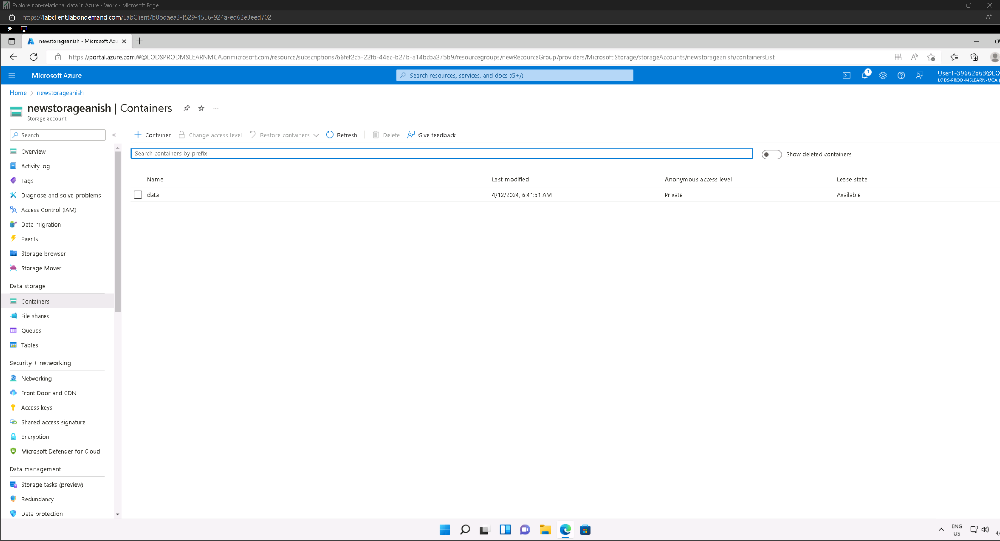 Explore non-relational data in Azure - Work - Microsoft Edge
https://labclient.labondemand.com/LabClient/b0bdaea3-f529-4556-924a-ed62e3eed702
newstorageanish - Microsoft Azu
https://portal.azure.com/#@LODSPRODMSLEARNMCA.onmicrosoft.com/resource/subscriptions/66fef2c5-22fb-44ec-b27b-a14bcba275b9/resourcegroups/newRecourceGroup/providers/Microsoft.Storage/storageAccounts/newstorageanish/containersList
Microsoft Azure
Search resources, services, and docs (G+/)
1
User1-39662863@LO
LODS-PROD-MSLEARN-MCA (
Home > newstorageanish
newstorageanish | Containers
Storage account
Search
Container Change access level Restore containers Refresh Delete Give feedback
Search containers by prefix
Show deleted containers
Name Last modified Anonymous access level Lease state
data 4/12/2024, 6:41:51 AM Private Available
Overview
Activity log
Tags
Diagnose and solve problems
Access Control (IAM)
Data migration
Events
Storage browser
Storage Mover
Data storage
Containers
File shares
Queues
Tables
Security + networking
Networking
Front Door and CDN
Access keys
Shared access signature
Encryption
Microsoft Defender for Cloud
Data management
Storage tasks (preview)
Redundancy
Data protection
ENG
US
4/